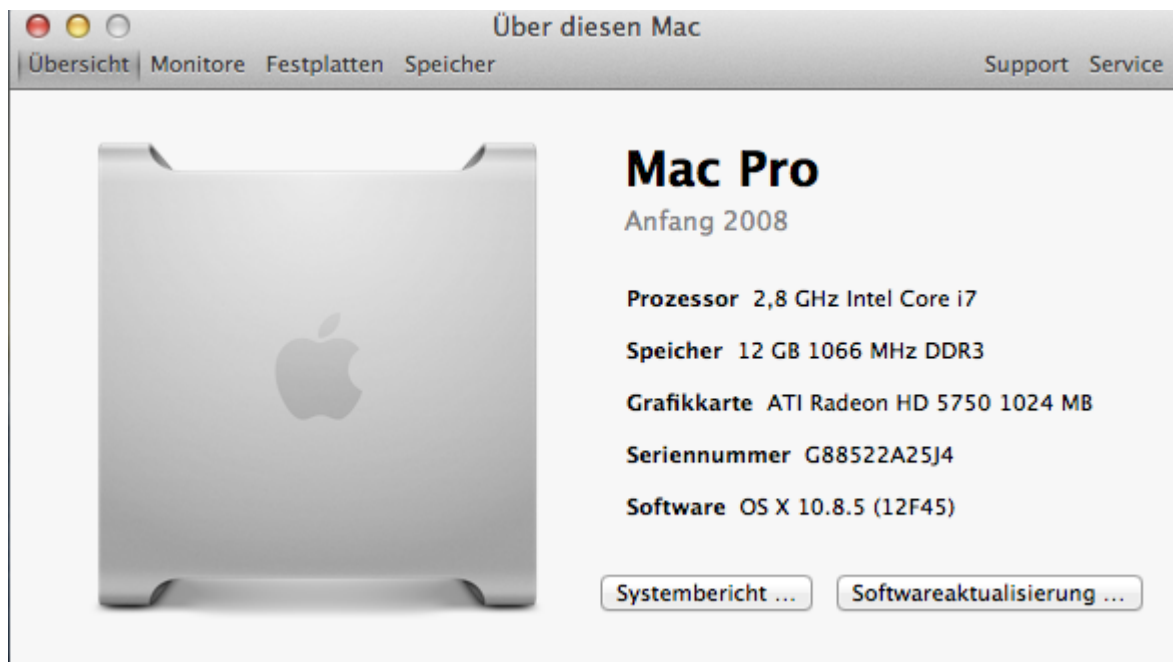 Über diesen Mac
Übersicht Monitore Festplatten Speicher Support Service
Mac Pro
Anfang 2008
Prozessor 2,8 GHz Intel Core i7
Speicher 12 GB 1066 MHz DDR3
Grafikkarte ATI Radeon HD 5750 1024 MB
Seriennummer G88522A25J4
Software OS X 10.8.5 (12F45)
Systembericht ... Softwareaktualisierung ...